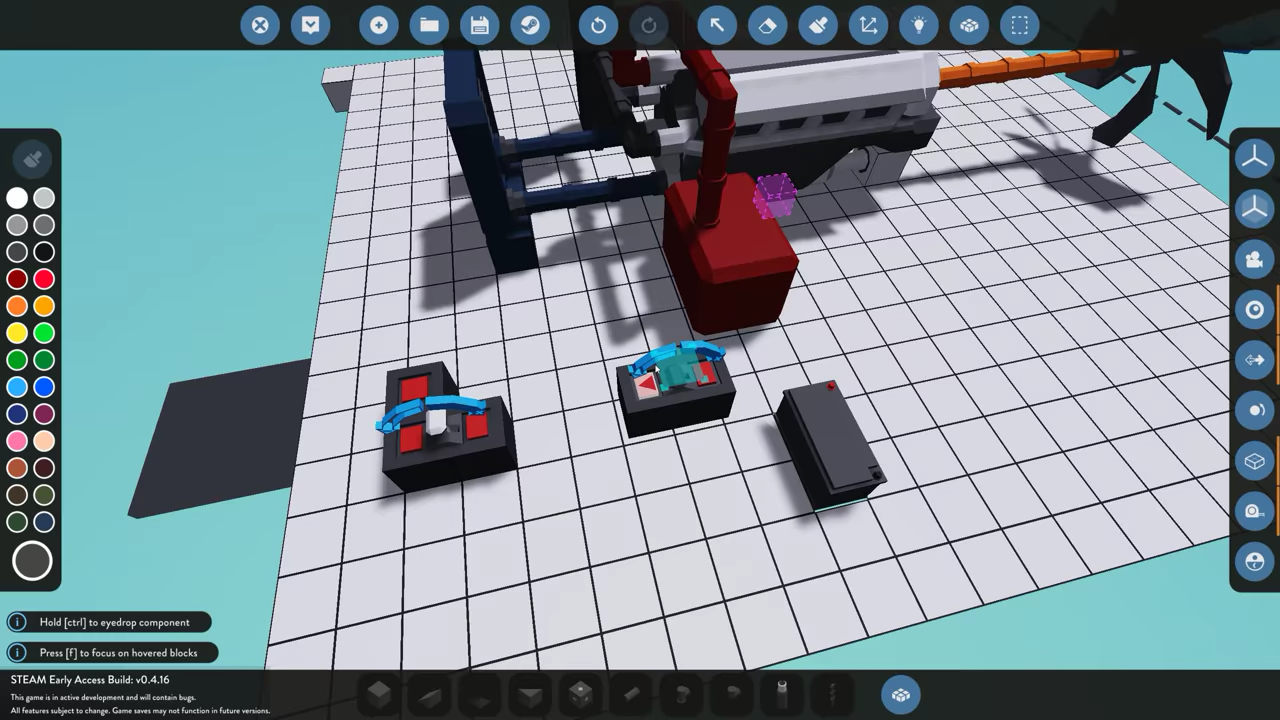 Hold [ctrl] to eyedrop component
Press [f] to focus on hovered blocks
STEAM Early Access Build: v0.4.16
This game is in active development and will contain bugs.
All features subject to change. Game saves may not function in future versions.